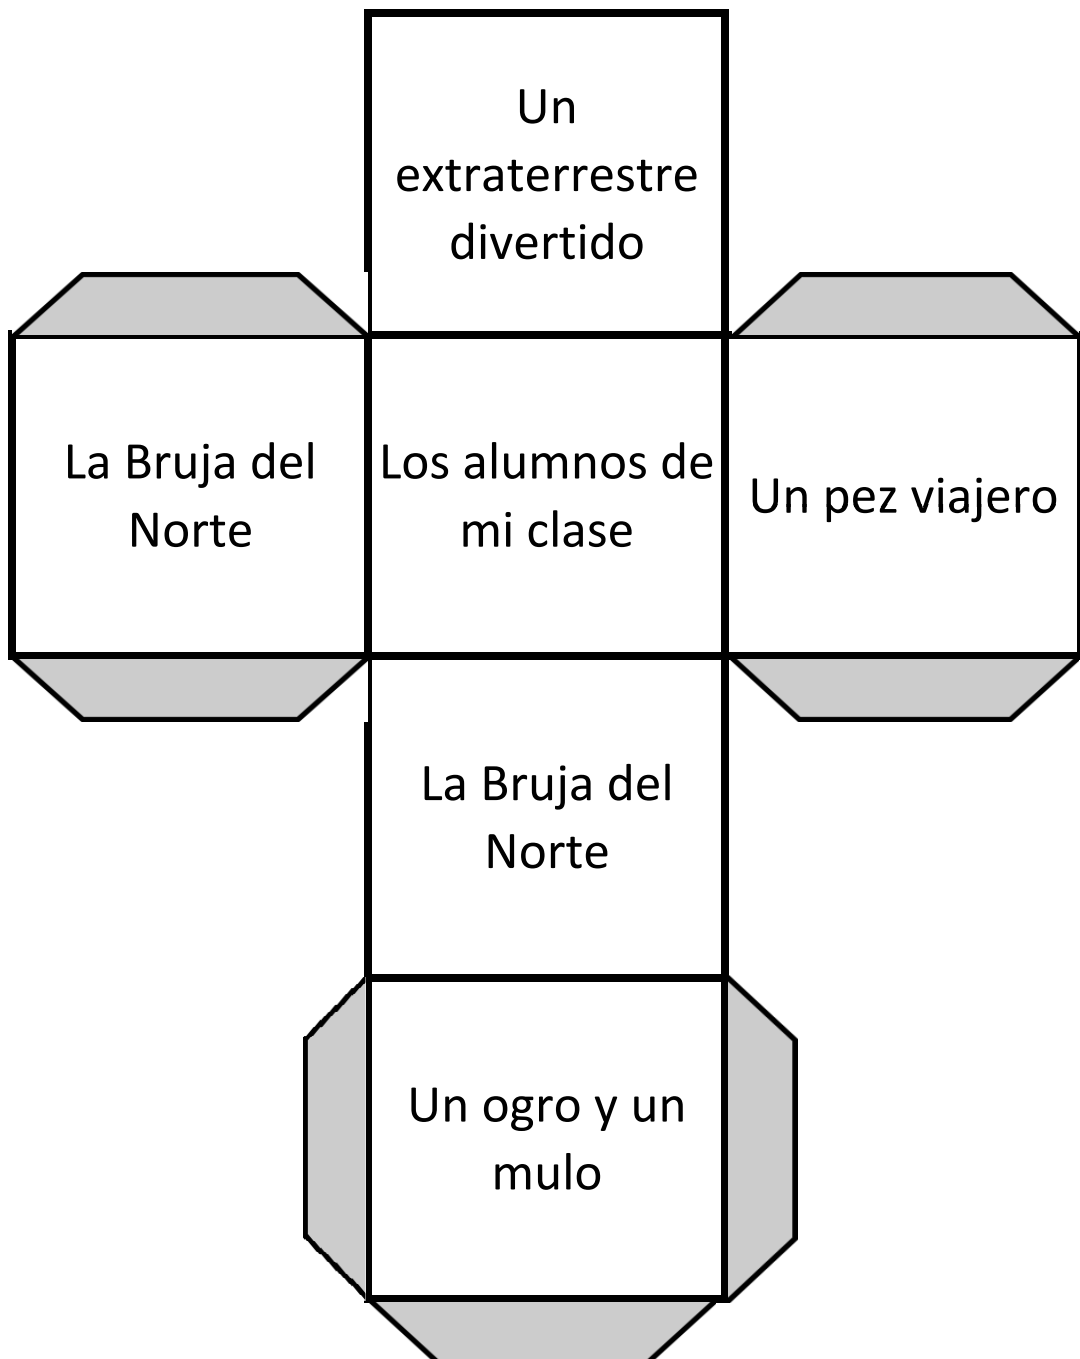 Un
extraterrestre
divertido
La Bruja del
Norte
Los alumnos de
mi clase
Un pez viajero
La Bruja del
Norte
Un ogro y un
mulo